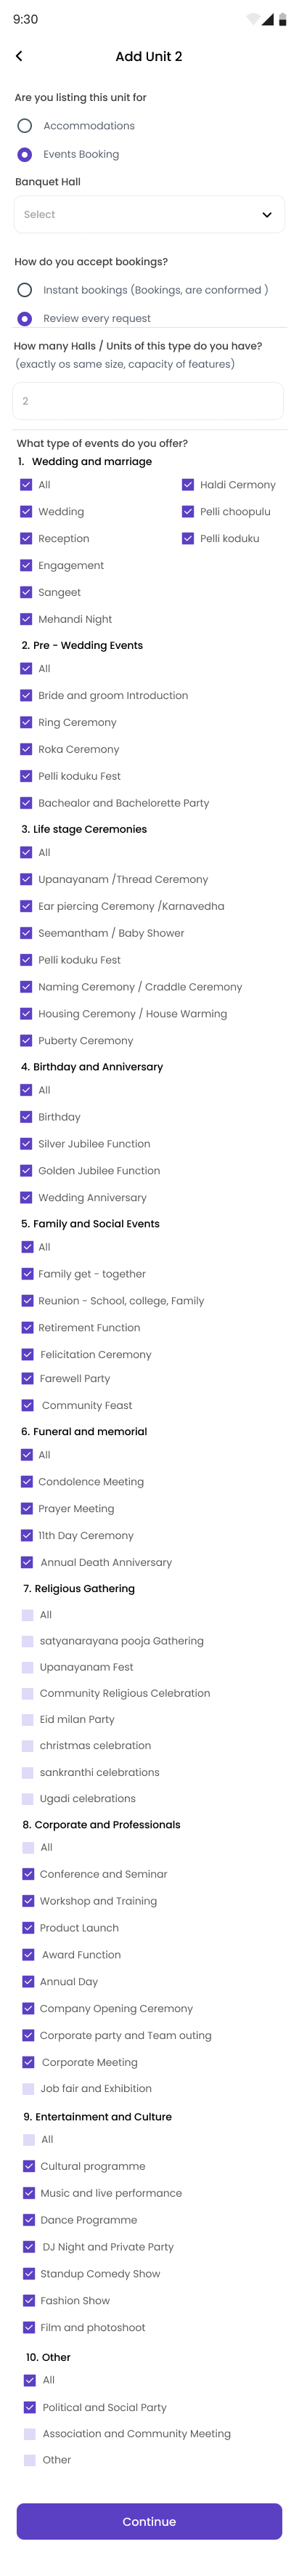 9:30
Add Unit 2
Are you listing this unit for
Accommodations
Events Booking
Banquet Hall
Select
How do you accept bookings?
Instant bookings (Bookings, are conformed )
Review every request
How many Halls / Units of this type do you have?
(exactly os same size, capacity of features)
2
What type of events do you offer?
1. Wedding and marriage
All
Haldi Cermony
Wedding
Pelli choopulu
Reception
Pelli koduku
Engagement
Sangeet
Mehandi Night
2. Pre - Wedding Events
All
Bride and groom Introduction
Ring Ceremony
Roka Ceremony
Pelli koduku Fest
Bachealor and Bachelorette Party
3. Life stage Ceremonies
All
Upanayanam /Thread Ceremony
Ear piercing Ceremony /Karnavedha
Seemantham / Baby Shower
Pelli koduku Fest
Naming Ceremony / Craddle Ceremony
Housing Ceremony / House Warming
Puberty Ceremony
4. Birthday and Anniversary
All
Birthday
Silver Jubilee Function
Golden Jubilee Function
Wedding Anniversary
5. Family and Social Events
All
Family get - together
Reunion - School, college, Family
Retirement Function
Felicitation Ceremony
Farewell Party
Community Feast
6. Funeral and memorial
All
Condolence Meeting
Prayer Meeting
11th Day Ceremony
Annual Death Anniversary
7. Religious Gathering
All
satyanarayana pooja Gathering
Upanayanam Fest
Community Religious Celebration
Eid milan Party
christmas celebration
sankranthi celebrations
Ugadi celebrations
8. Corporate and Professionals
All
Conference and Seminar
Workshop and Training
Product Launch
Award Function
Annual Day
Company Opening Ceremony
Corporate party and Team outing
Corporate Meeting
Job fair and Exhibition
9. Entertainment and Culture
All
Cultural programme
Music and live performance
Dance Programme
DJ Night and Private Party
Standup Comedy Show
Fashion Show
Film and photoshoot
10. Other
All
Political and Social Party
Association and Community Meeting
Other
Continue